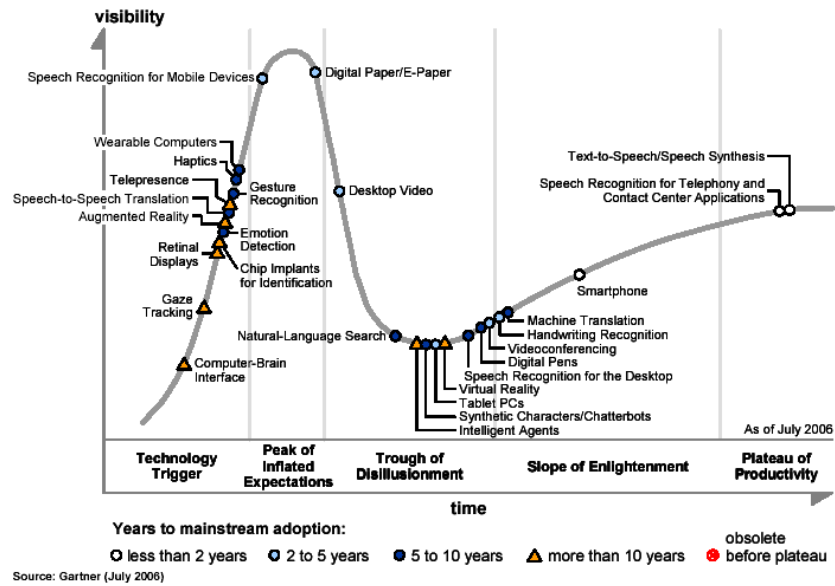 visibility
Speech Recognition for Mobile Devices
Digital Paper/E-Paper
Wearable Computers
Haptics
Telepresence
Speech-to-Speech Translation
Augmented Reality
Retinal
Displays
Gaze
Tracking
Gesture
Recognition
Emotion
Detection
Chip Implants
for Identification
Computer-Brain
Interface
Desktop Video
Natural-Language Search
Text-to-Speech/Speech Synthesis
Speech Recognition for Telephony and
Contact Center Applications
Smartphone
Machine Translation
Handwriting Recognition
Videoconferencing
Digital Pens
Speech Recognition for the Desktop
Virtual Reality
Tablet PCs
Synthetic Characters/Chatterbots
Intelligent Agents
As of July 2006
Technology
Trigger
Peak of
Inflated
Expectations
Trough of
Disillusionment
Slope of Enlightenment
Plateau of
Productivity
time
Years to mainstream adoption:
less than 2 years
2 to 5 years
5 to 10 years
more than 10 years
obsolete
before plateau
Source: Gartner (July 2006)